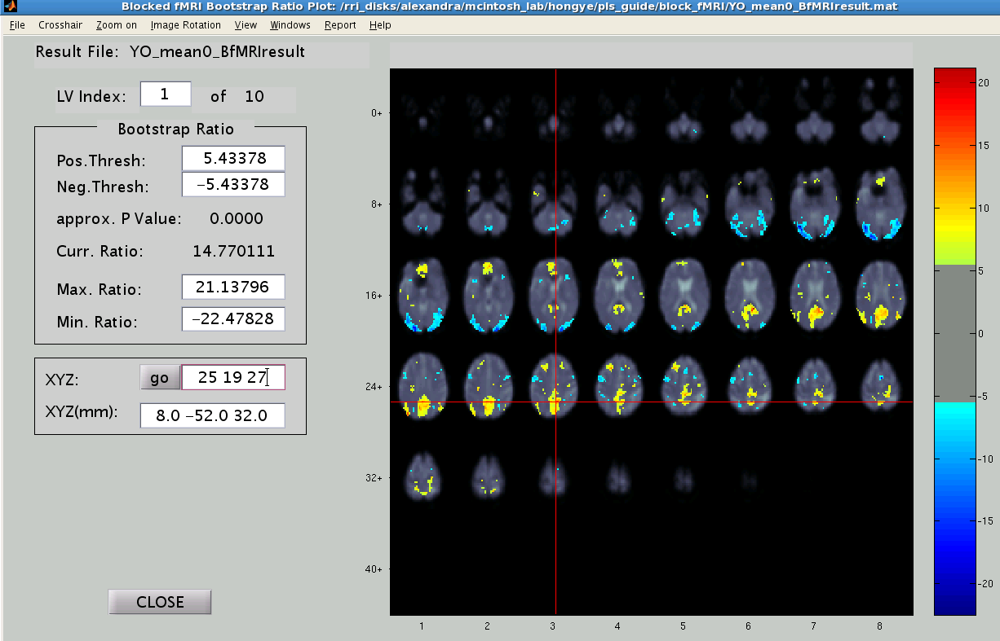 Blocked fMRI Bootstrap Ratio Plot: /rri_disks/alexandra/mcintosh_lab/hongye/pls_guide/block_fMRI/YO_mean0_BfMRIresult.mat
File Crosshair Zoom on Image Rotation View Windows Report Help
Result File: YO_mean0_BfMRIresult
LV Index: 1 of 10
Bootstrap Ratio
Pos.Thresh: 5.43378
Neg.Thresh: −5.43378
approx. P Value: 0.0000
Curr. Ratio: 14.770111
Max. Ratio: 21.13796
Min. Ratio: −22.47828
XYZ: go 25 19 27
XYZ(mm): 8.0 −52.0 32.0
CLOSE
0+
8+
16+
24+
32+
40+
1 2 3 4 5 6 7 8
20
15
10
5
0
-5
-10
-15
-20